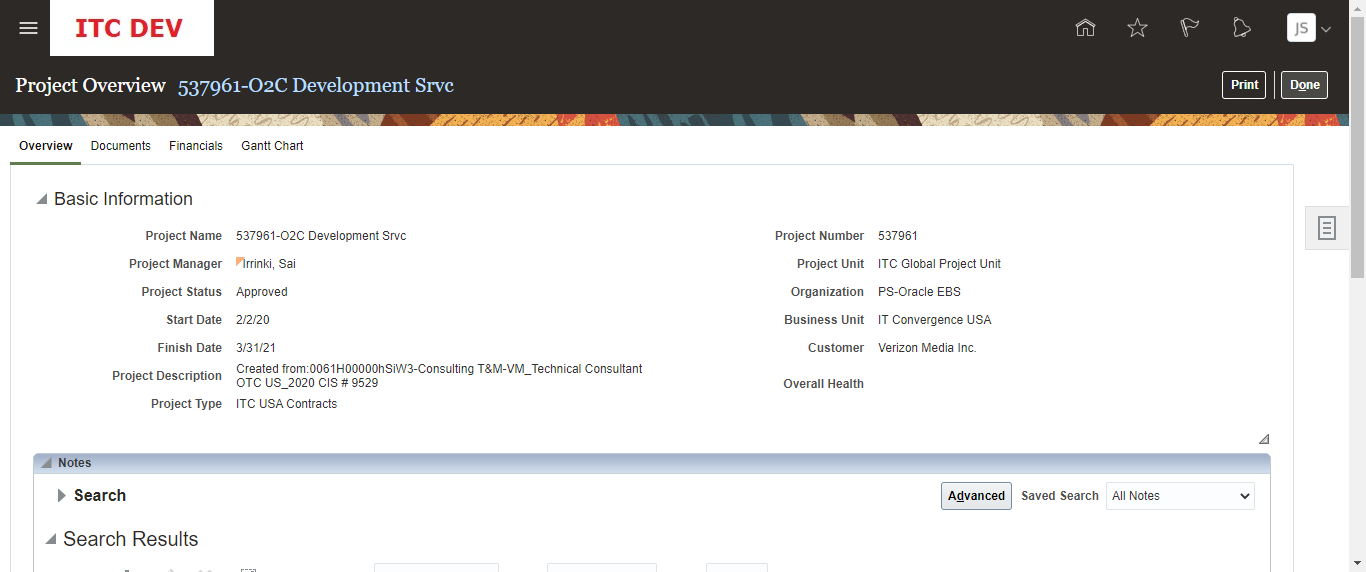 ITC DEV
JS
Project Overview 537961-O2C Development Srvc
Print
Done
Overview Documents Financials Gantt Chart
Basic Information
Project Name 537961-O2C Development Srvc
Project Number 537961
Project Manager Irrinki, Sai
Project Unit ITC Global Project Unit
Project Status Approved
Organization PS-Oracle EBS
Start Date 2/2/20
Business Unit IT Convergence USA
Finish Date 3/31/21
Customer Verizon Media Inc.
Project Description Created from:0061H00000hSiW3-Consulting T&M-VM_Technical Consultant
OTC US_2020 CIS # 9529
Overall Health
Project Type ITC USA Contracts
Notes
Search
Advanced Saved Search All Notes
Search Results